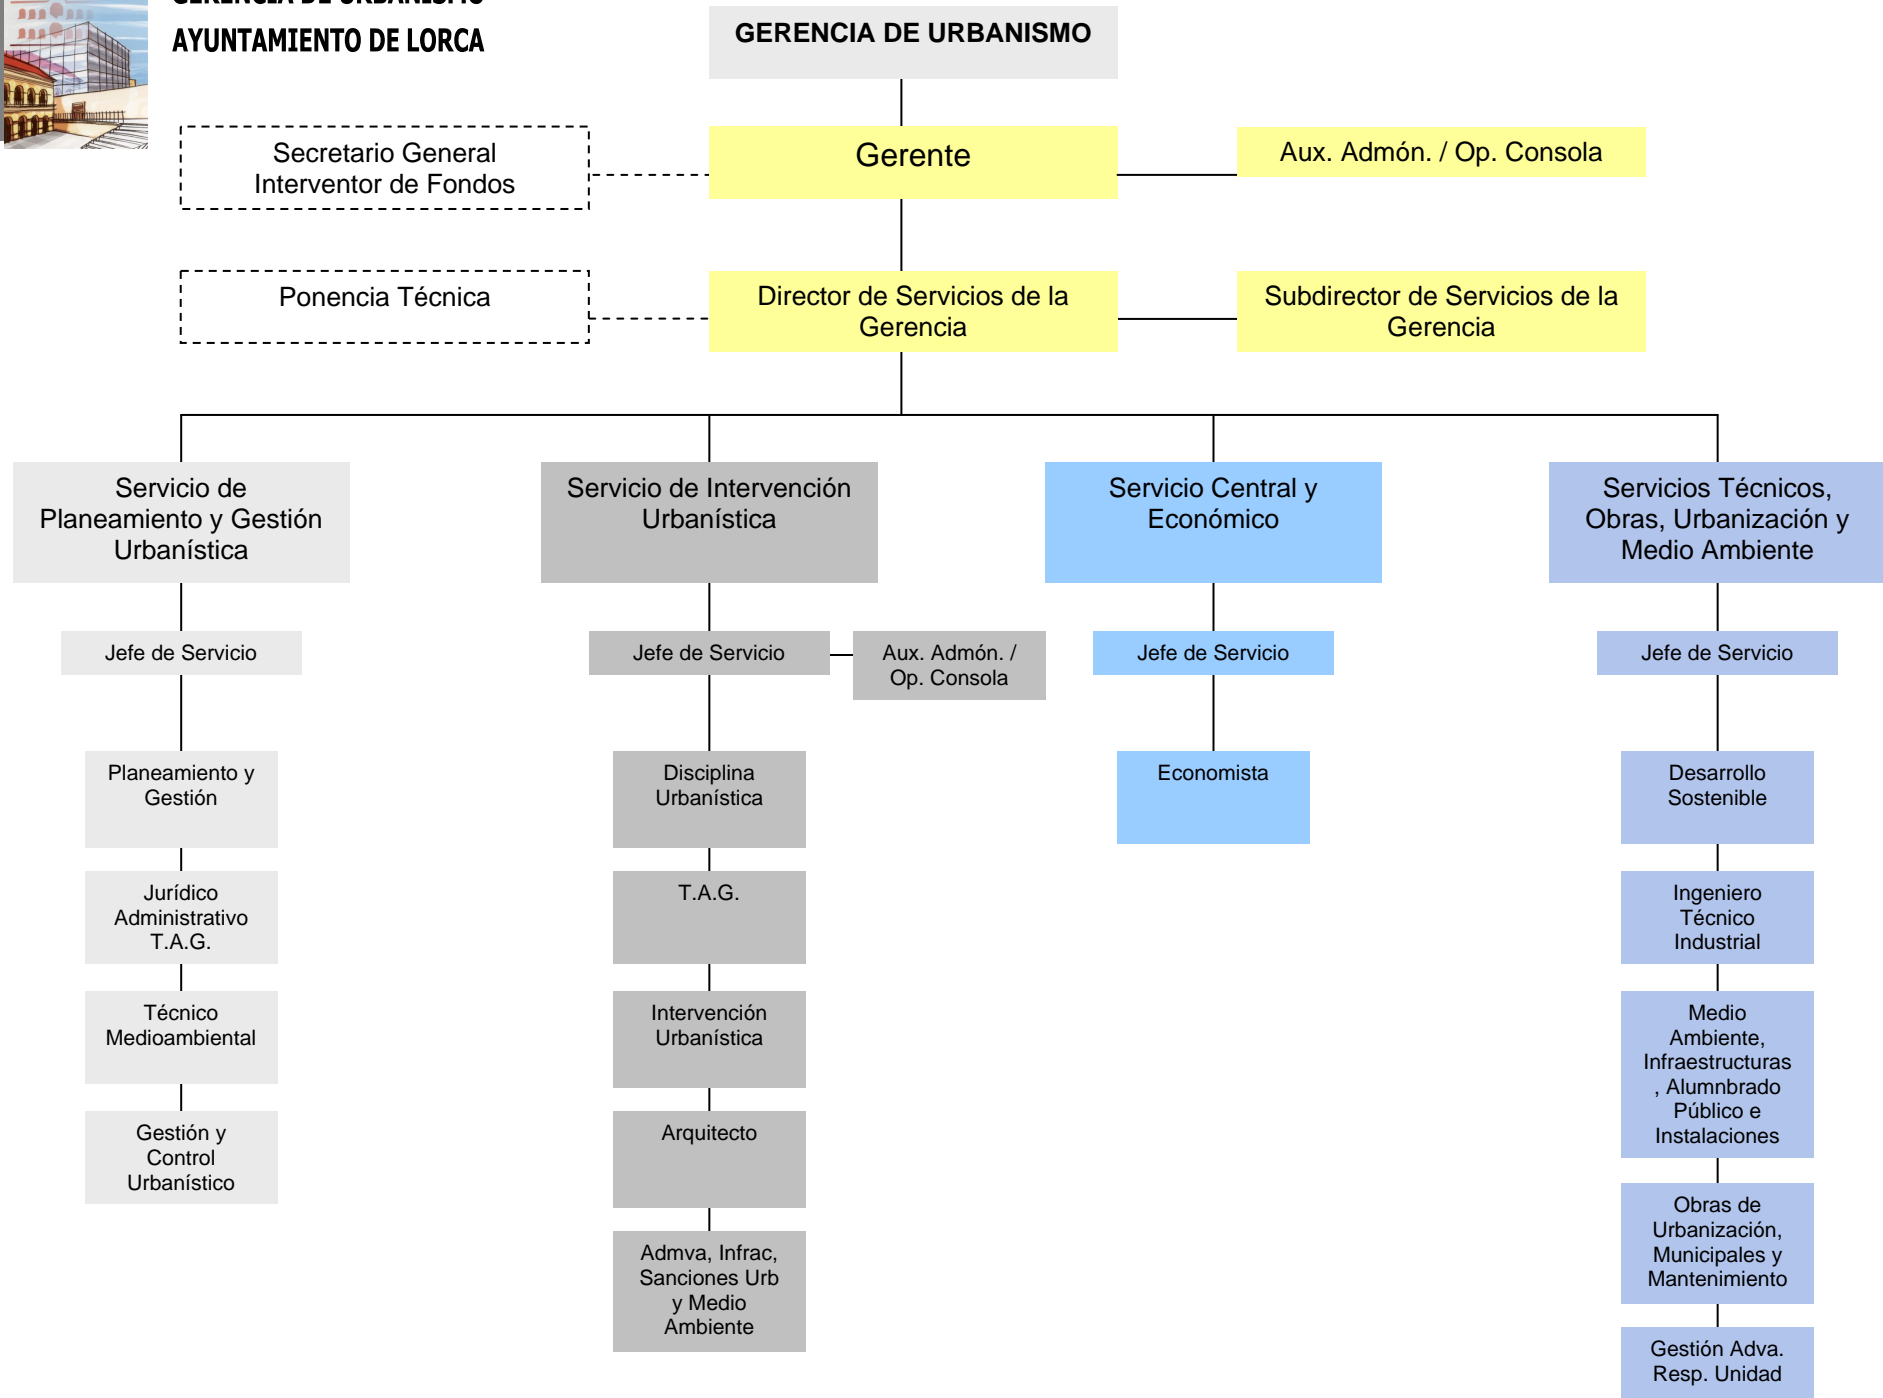 GERENCIA DE URBANISMO
AYUNTAMIENTO DE LORCA
GERENCIA DE URBANISMO
Secretario General
Interventor de Fondos
Gerente
Aux. Admón. / Op. Consola
Ponencia Técnica
Director de Servicios de la
Gerencia
Subdirector de Servicios de la
Gerencia
Servicio de
Planeamiento y Gestión
Urbanística
Servicio de Intervención
Urbanística
Servicio Central y
Económico
Servicios Técnicos,
Obras, Urbanización y
Medio Ambiente
Jefe de Servicio
Jefe de Servicio
Aux. Admón. /
Op. Consola
Jefe de Servicio
Jefe de Servicio
Planeamiento y
Gestión
Jurídico
Administrativo
T.A.G.
Técnico
Medioambiental
Gestión y
Control
Urbanístico
Disciplina
Urbanística
T.A.G.
Intervención
Urbanística
Arquitecto
Admva, Infrac,
Sanciones Urb
y Medio
Ambiente
Economista
Desarrollo
Sostenible
Ingeniero
Técnico
Industrial
Medio
Ambiente,
Infraestructuras
, Alumnbrado
Público e
Instalaciones
Obras de
Urbanización,
Municipales y
Mantenimiento
Gestión Adva.
Resp. Unidad